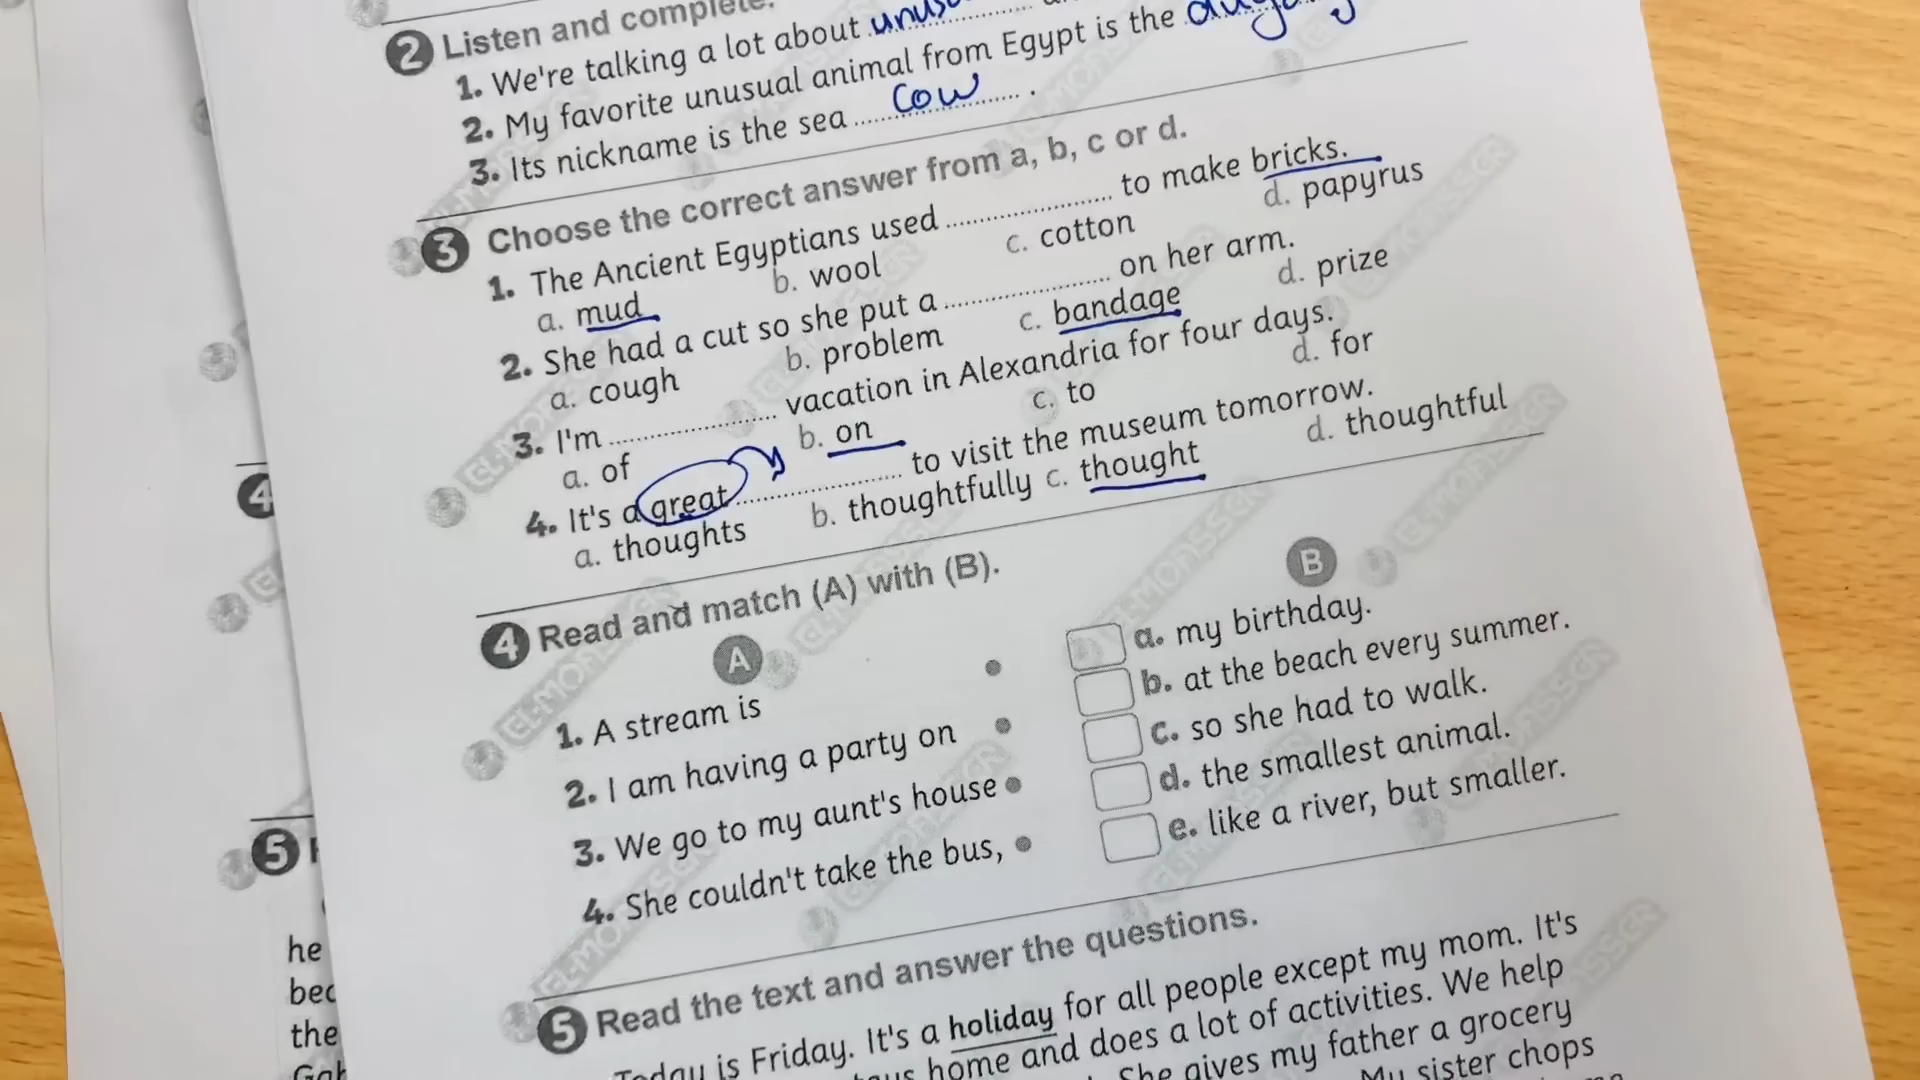 2 Listen and complete.
1. We're talking a lot about
2. My favorite unusual animal from Egypt is the
3. Its nickname is the sea cow .
3 Choose the correct answer from a, b, c or d.
1. The Ancient Egyptians used .................... to make bricks.
a. mud b. wool c. cotton d. papyrus
2. She had a cut so she put a .................... on her arm.
a. cough b. problem c. bandage d. prize
3. I'm .................... vacation in Alexandria for four days.
a. of b. on c. to d. for
4. It's a great .................... to visit the museum tomorrow.
a. thoughts b. thoughtfully c. thought d. thoughtful
4 Read and match (A) with (B).
A B
1. A stream is
2. I am having a party on
3. We go to my aunt's house
4. She couldn't take the bus,
a. my birthday.
b. at the beach every summer.
c. so she had to walk.
d. the smallest animal.
e. like a river, but smaller.
5 Read the text and answer the questions.
Today is Friday. It's a holiday for all people except my mom. It's
home and does a lot of activities. We help
She gives my father a grocery
My sister chops
4
5
he
the